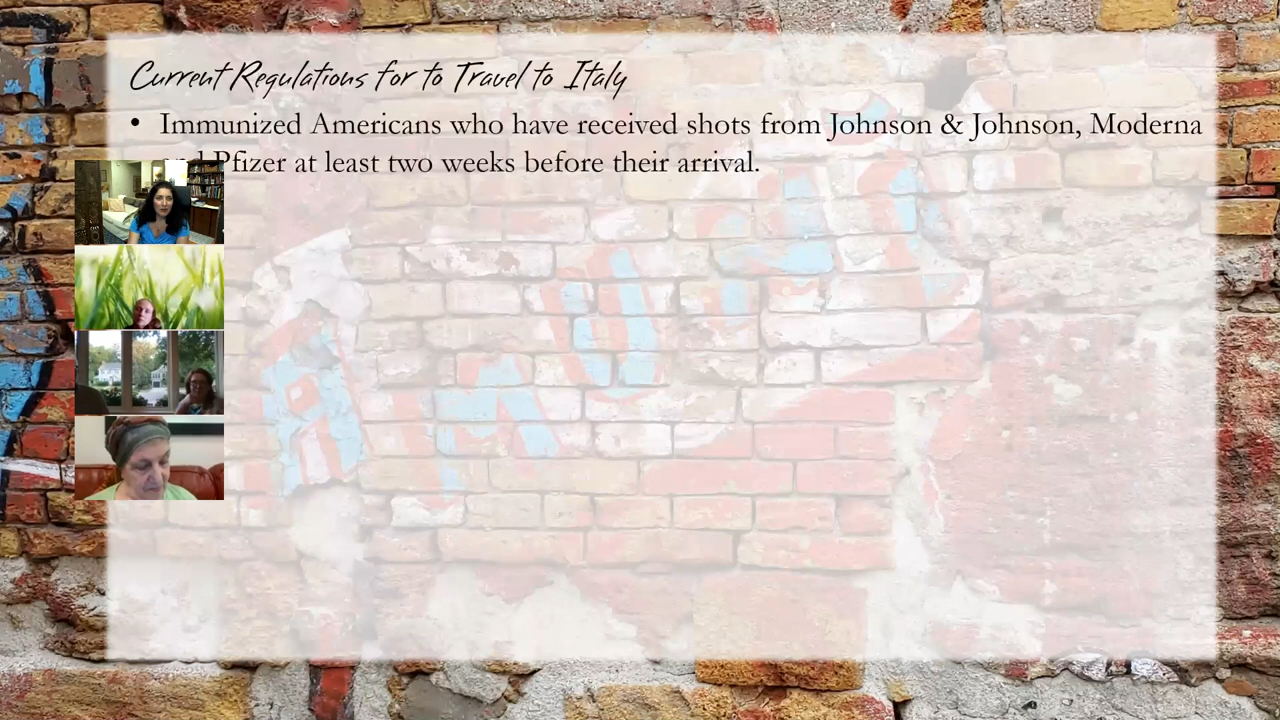 Current Regulations for to Travel to Italy
• Immunized Americans who have received shots from Johnson & Johnson, Moderna
Pfizer at least two weeks before their arrival.